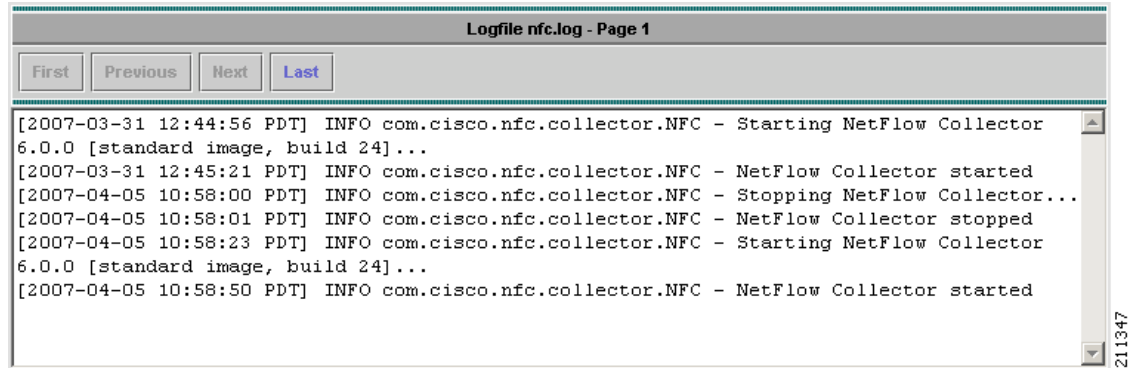 Logfile nfc.log - Page 1
First Previous Next Last
[2007-03-31 12:44:56 PDT] INFO com.cisco.nfc.collector.NFC - Starting NetFlow Collector
6.0.0 [standard image, build 24]...
[2007-03-31 12:45:21 PDT] INFO com.cisco.nfc.collector.NFC - NetFlow Collector started
[2007-04-05 10:58:00 PDT] INFO com.cisco.nfc.collector.NFC - Stopping NetFlow Collector...
[2007-04-05 10:58:01 PDT] INFO com.cisco.nfc.collector.NFC - NetFlow Collector stopped
[2007-04-05 10:58:23 PDT] INFO com.cisco.nfc.collector.NFC - Starting NetFlow Collector
6.0.0 [standard image, build 24]...
[2007-04-05 10:58:50 PDT] INFO com.cisco.nfc.collector.NFC - NetFlow Collector started
211347